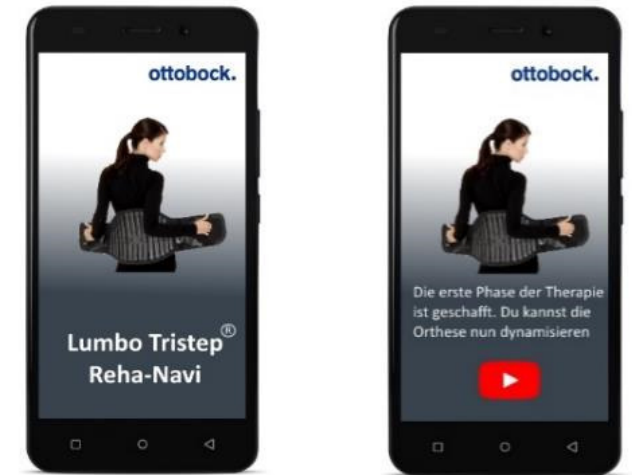 ottobock.
Lumbo Tristep®
Reha-Navi
ottobock.
Die erste Phase der Therapie
ist geschafft. Du kannst die
Orthese nun dynamisieren